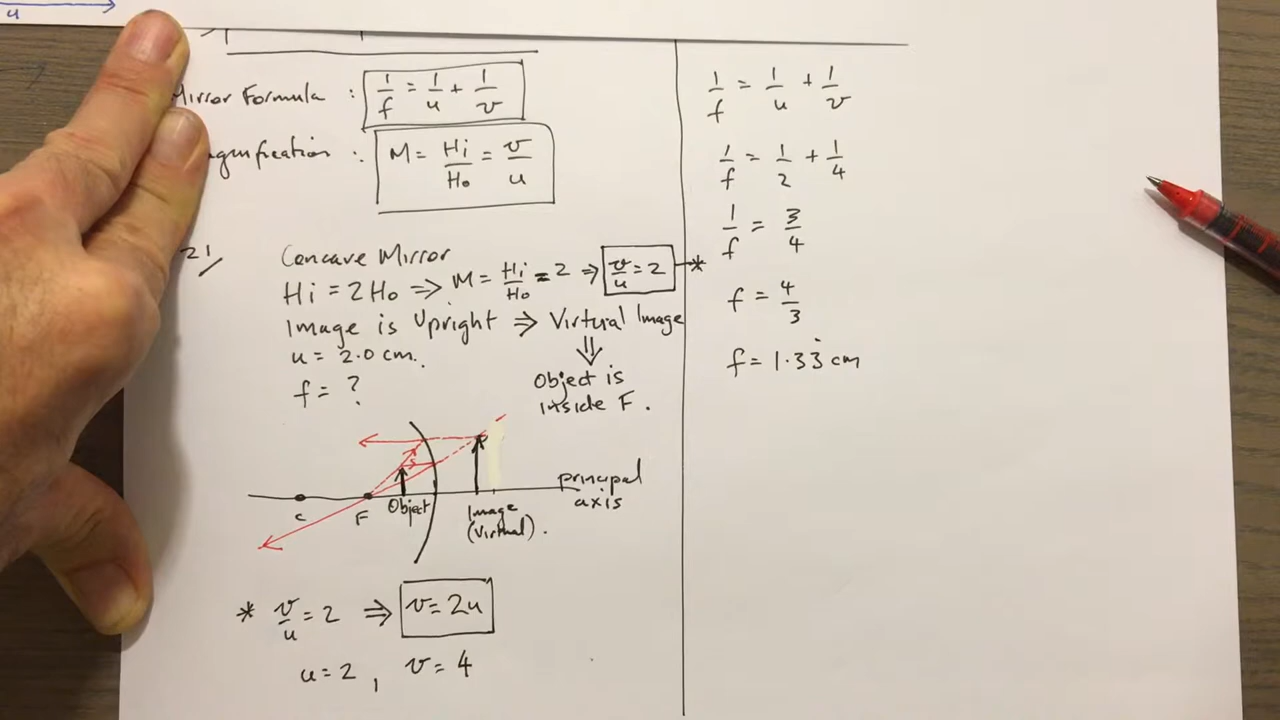 u
Mirror Formula : 1/f = 1/u + 1/v
agnification : M = Hi/Ho = v/u
21/
Concave Mirror
Hi = 2Ho ⇒ M = Hi/Ho = 2 ⇒ v/u = 2 *
Image is Upright ⇒ Virtual Image
⇓
u = 2.0 cm.
Object is
inside F.
f = ?
C
F
Object
Image
(Virtual).
principal
axis
* v/u = 2 ⇒ v = 2u
u = 2 , v = 4
1/f = 1/u + 1/v
1/f = 1/2 + 1/4
1/f = 3/4
f = 4/3
f = 1.33̇ cm